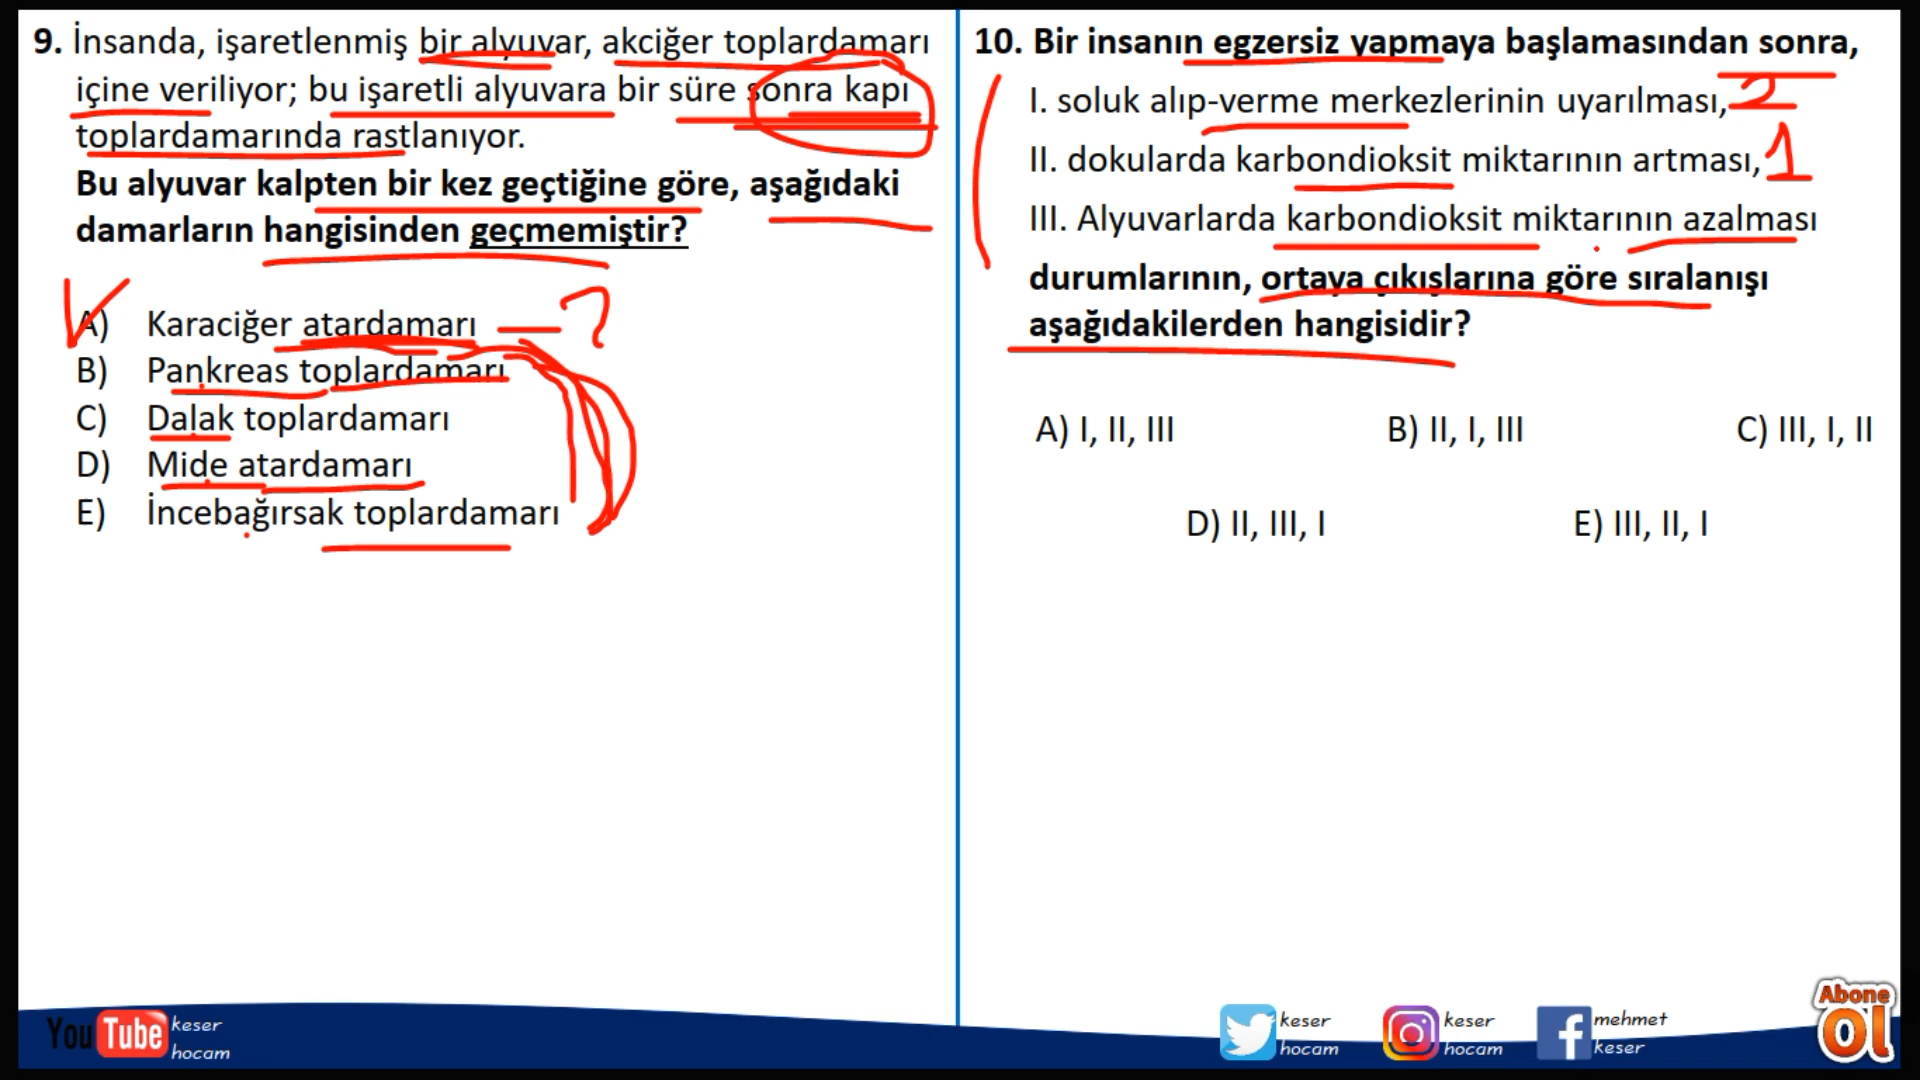 9. İnsanda, işaretlenmiş bir alyuvar, akciğer toplardamarı
içine veriliyor; bu işaretli alyuvara bir süre sonra kapı
toplardamarında rastlanıyor.
Bu alyuvar kalpten bir kez geçtiğine göre, aşağıdaki
damarların hangisinden geçmemiştir?
A) Karaciğer atardamarı ?
B) Pankreas toplardamarı
C) Dalak toplardamarı
D) Mide atardamarı
E) İncebağırsak toplardamarı
10. Bir insanın egzersiz yapmaya başlamasından sonra,
I. soluk alıp-verme merkezlerinin uyarılması, 2
II. dokularda karbondioksit miktarının artması, 1
III. Alyuvarlarda karbondioksit miktarının azalması
durumlarının, ortaya çıkışlarına göre sıralanışı
aşağıdakilerden hangisidir?
A) I, II, III B) II, I, III C) III, I, II
D) II, III, I E) III, II, I
YouTube keser
hocam
keser
hocam
keser
hocam
mehmet
keser
Abone
Ol